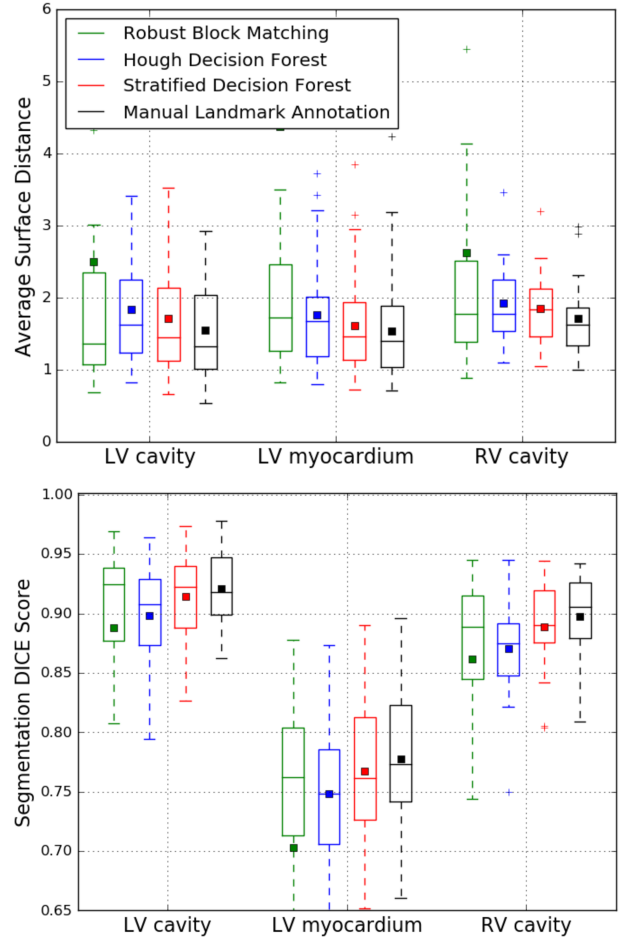 6
5
4
3
2
1
0
Average Surface Distance
Robust Block Matching
Hough Decision Forest
Stratified Decision Forest
Manual Landmark Annotation
LV cavity LV myocardium RV cavity
1.00
0.95
0.90
0.85
0.80
0.75
0.70
0.65
Segmentation DICE Score
LV cavity LV myocardium RV cavity